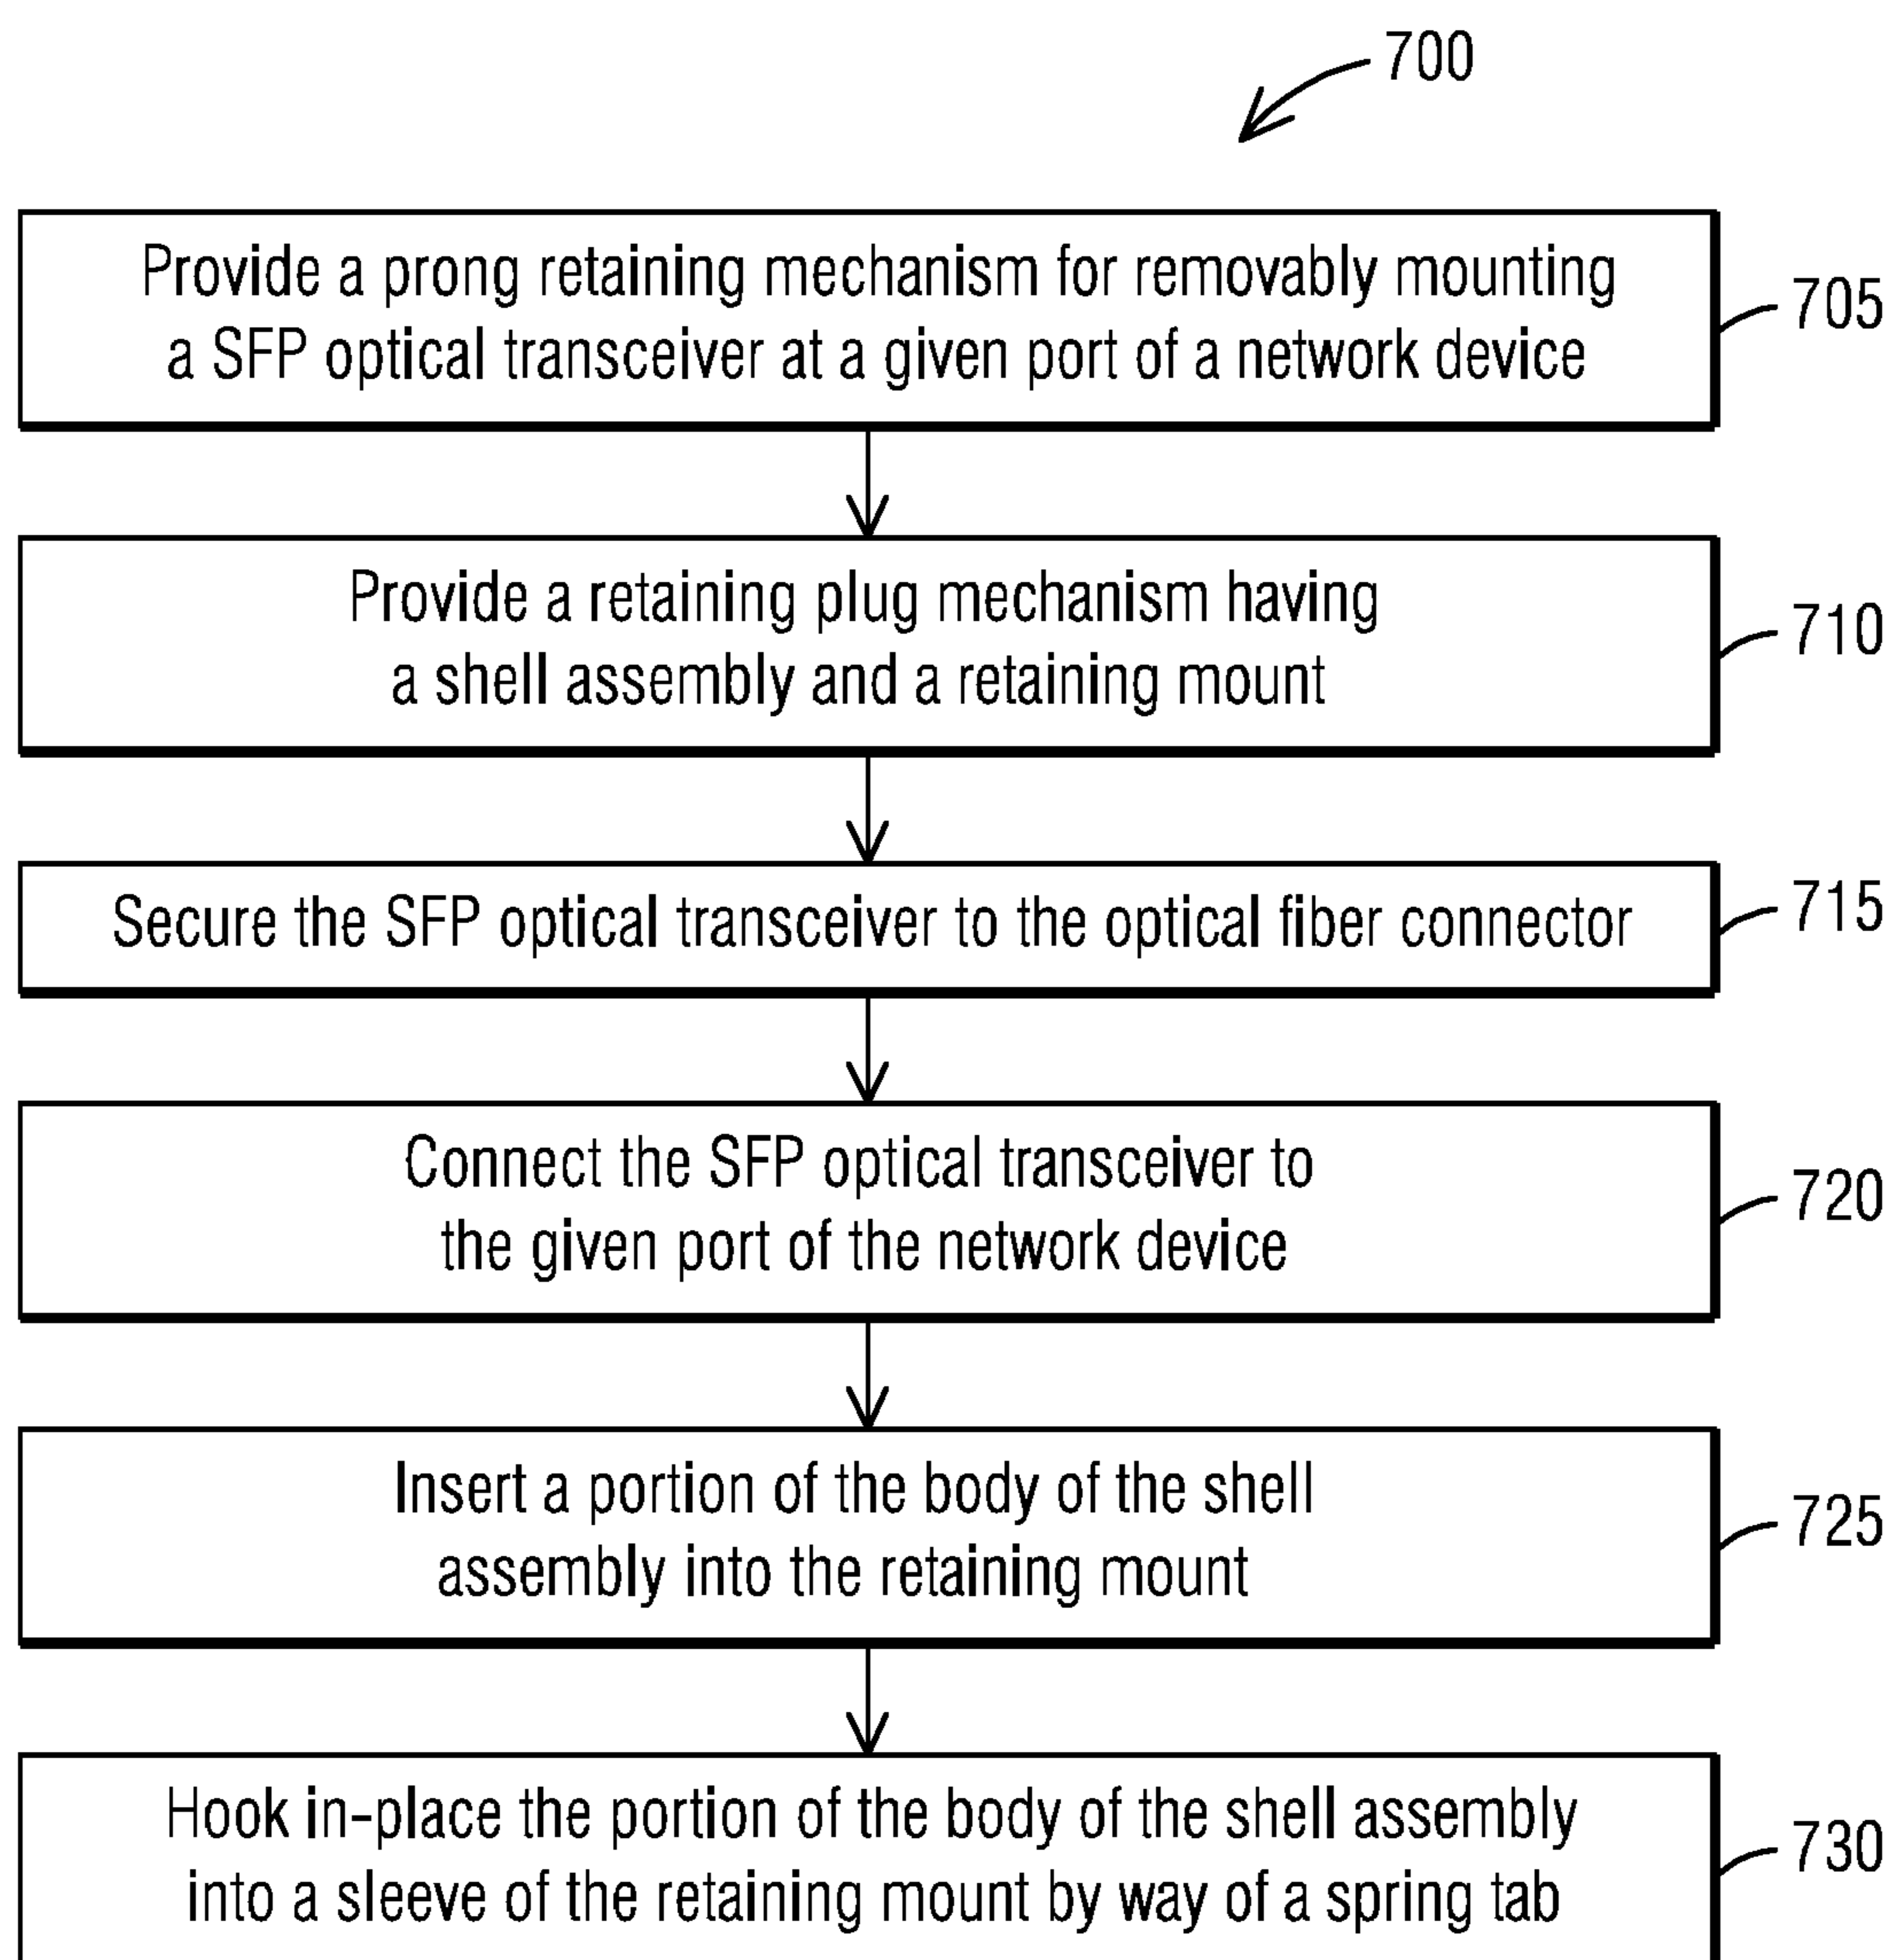 700
Provide a prong retaining mechanism for removably mounting
a SFP optical transceiver at a given port of a network device
705
Provide a retaining plug mechanism having
a shell assembly and a retaining mount
710
Secure the SFP optical transceiver to the optical fiber connector
715
Connect the SFP optical transceiver to
the given port of the network device
720
Insert a portion of the body of the shell
assembly into the retaining mount
725
Hook in-place the portion of the body of the shell assembly
into a sleeve of the retaining mount by way of a spring tab
730